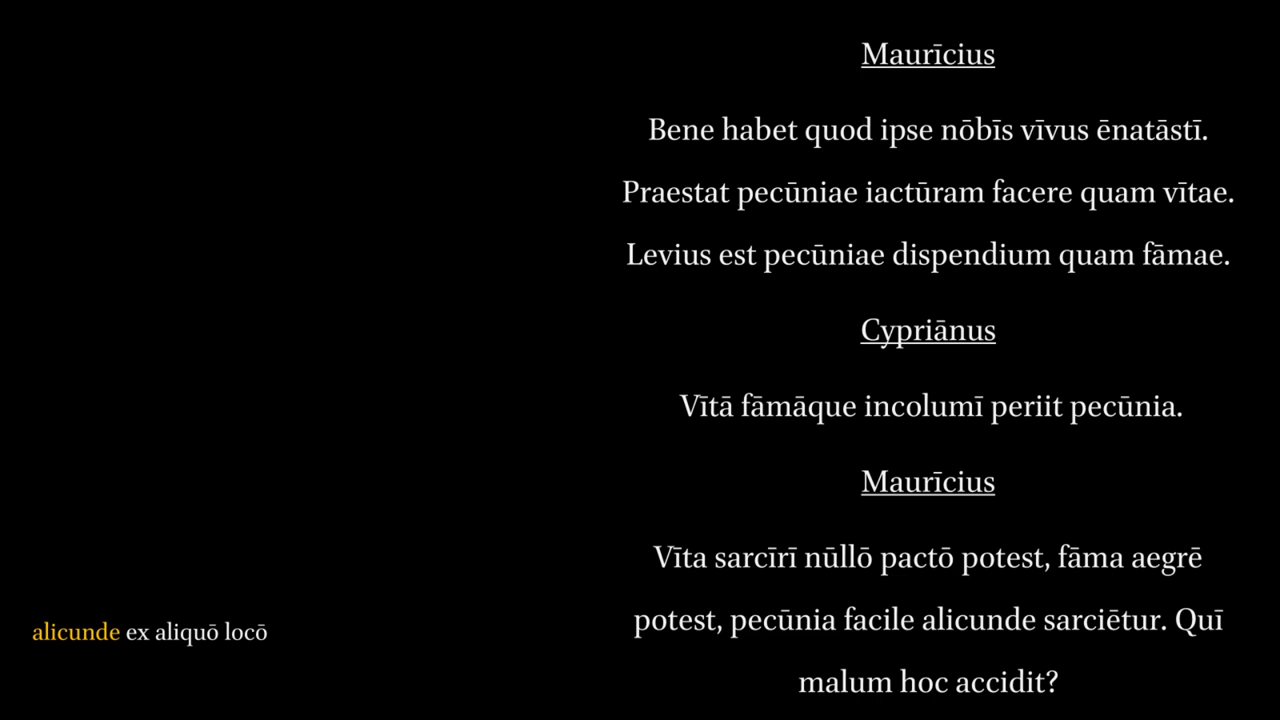 Maurīcius
Bene habet quod ipse nōbīs vīvus ēnatāstī.
Praestat pecūniae iactūram facere quam vītae.
Levius est pecūniae dispendium quam fāmae.
Cypriānus
Vītā fāmāque incolumī periit pecūnia.
Maurīcius
Vīta sarcīrī nūllō pactō potest, fāma aegrē
potest, pecūnia facile alicunde sarciētur. Quī
malum hoc accidit?
alicunde ex aliquō locō